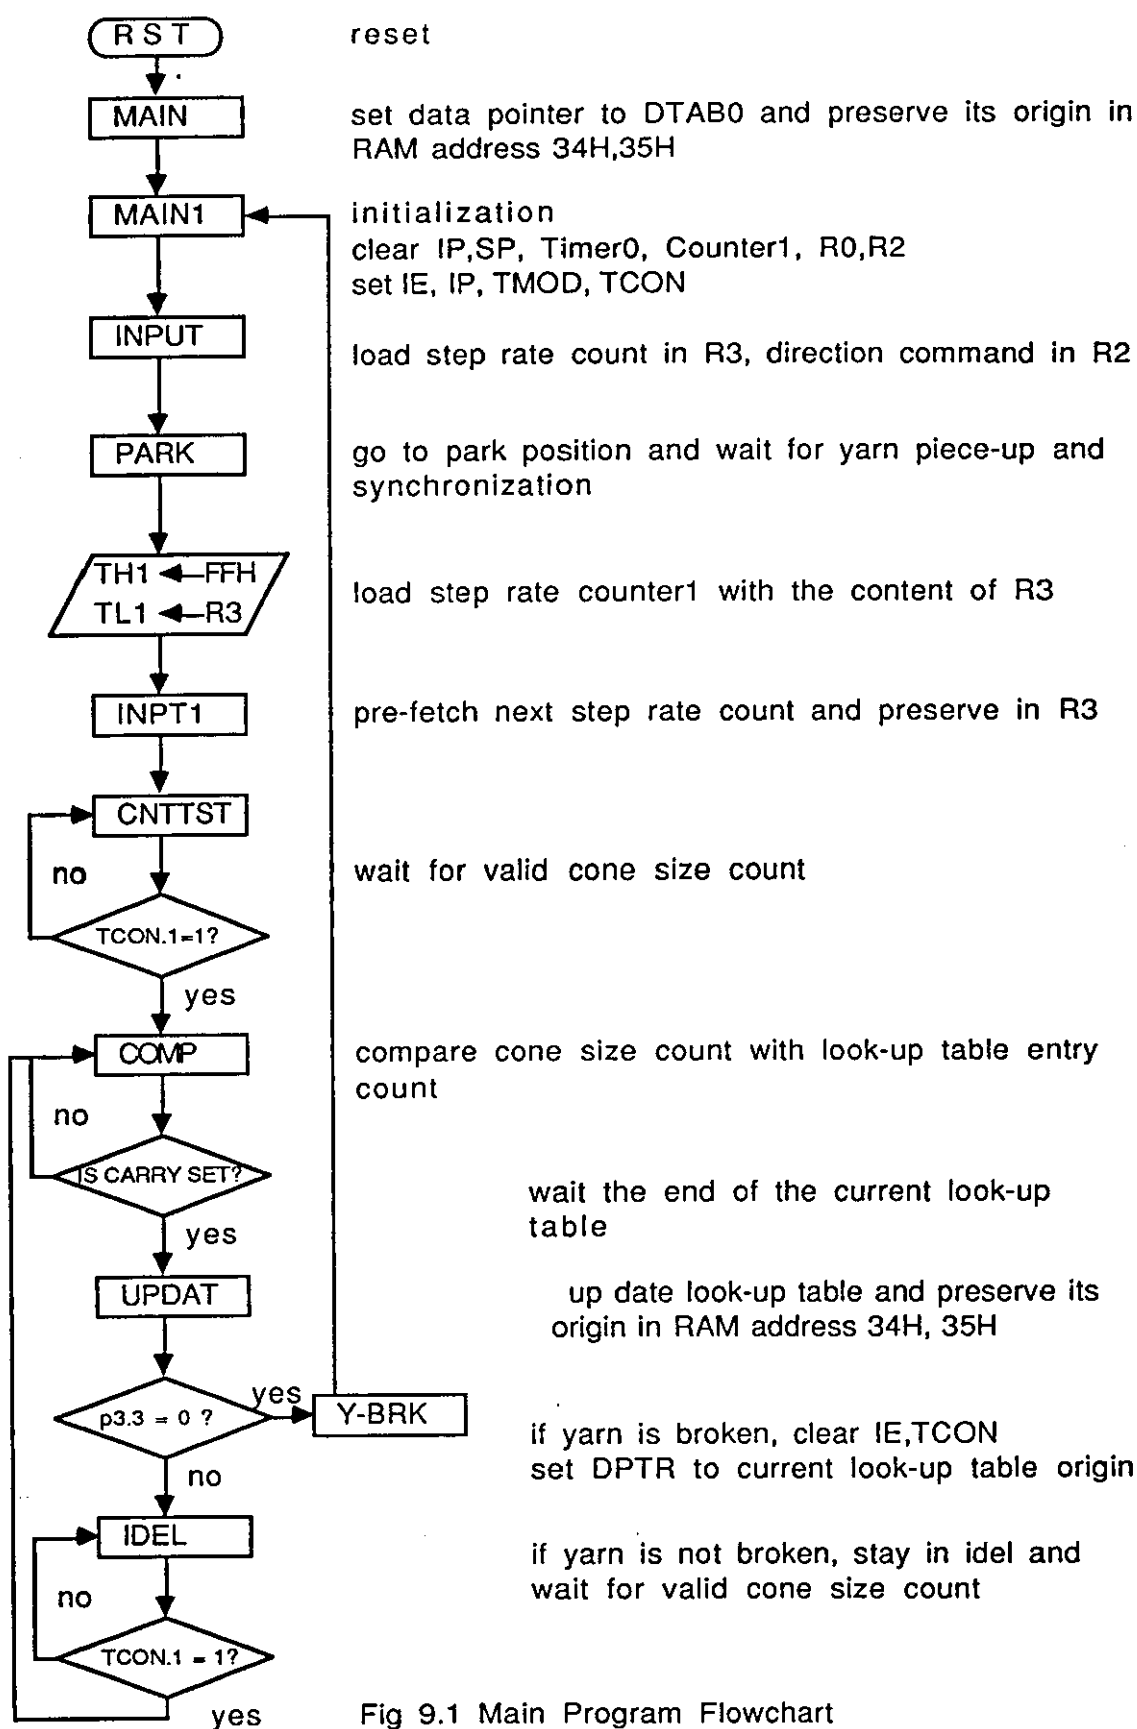 RST
reset
MAIN
set data pointer to DTAB0 and preserve its origin in
RAM address 34H,35H
MAIN1
initialization
clear IP,SP, Timer0, Counter1, R0,R2
set IE, IP, TMOD, TCON
INPUT
load step rate count in R3, direction command in R2
PARK
go to park position and wait for yarn piece-up and
synchronization
TH1 ←FFH
TL1 ←R3
load step rate counter1 with the content of R3
INPT1
pre-fetch next step rate count and preserve in R3
CNTTST
no
wait for valid cone size count
TCON.1=1?
yes
COMP
compare cone size count with look-up table entry
count
no
IS CARRY SET?
wait the end of the current look-up
table
yes
UPDAT
up date look-up table and preserve its
origin in RAM address 34H, 35H
p3.3 = 0 ?
yes
Y-BRK
if yarn is broken, clear IE,TCON
set DPTR to current look-up table origin
no
IDEL
if yarn is not broken, stay in idel and
wait for valid cone size count
no
TCON.1 = 1?
yes
Fig 9.1 Main Program Flowchart